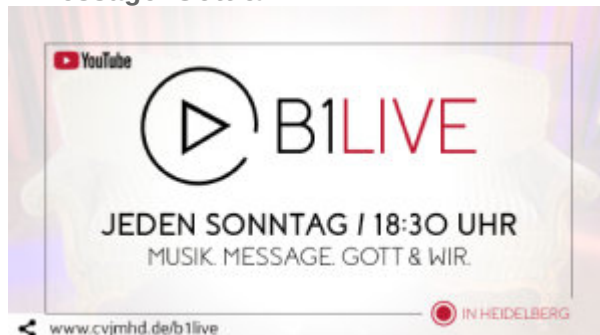 YouTube
B1LIVE
JEDEN SONNTAG / 18:30 UHR
MUSIK. MESSAGE. GOTT & WIR.
IN HEIDELBERG
www.cvjmhd.de/b1live